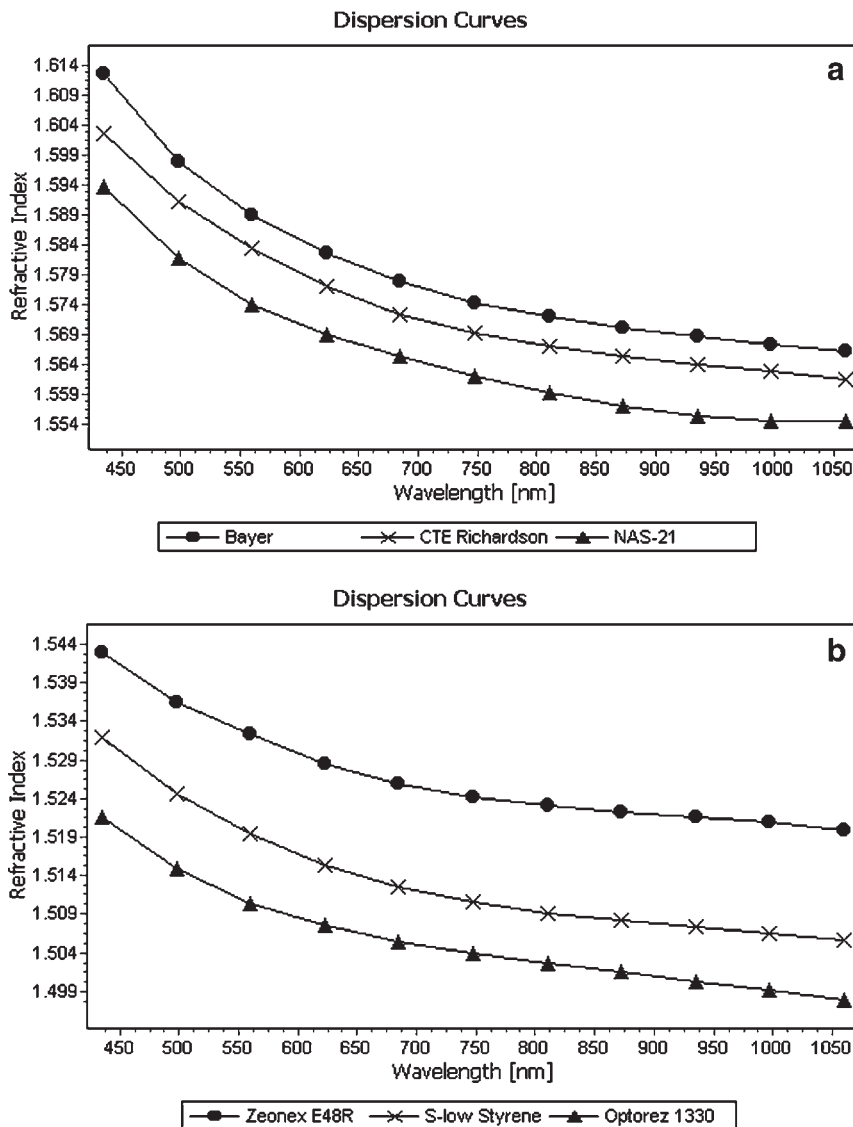 Dispersion Curves
a
1.614
1.609
1.604
1.599
1.594
1.589
1.584
1.579
1.574
1.569
1.564
1.559
1.554
Refractive Index
450 500 550 600 650 700 750 800 850 900 950 1000 1050
Wavelength [nm]
Bayer CTE Richardson NAS-21
Dispersion Curves
b
1.544
1.539
1.534
1.529
1.524
1.519
1.514
1.509
1.504
1.499
Refractive Index
450 500 550 600 650 700 750 800 850 900 950 1000 1050
Wavelength [nm]
Zeonex E48R S-low Styrene Optorez 1330